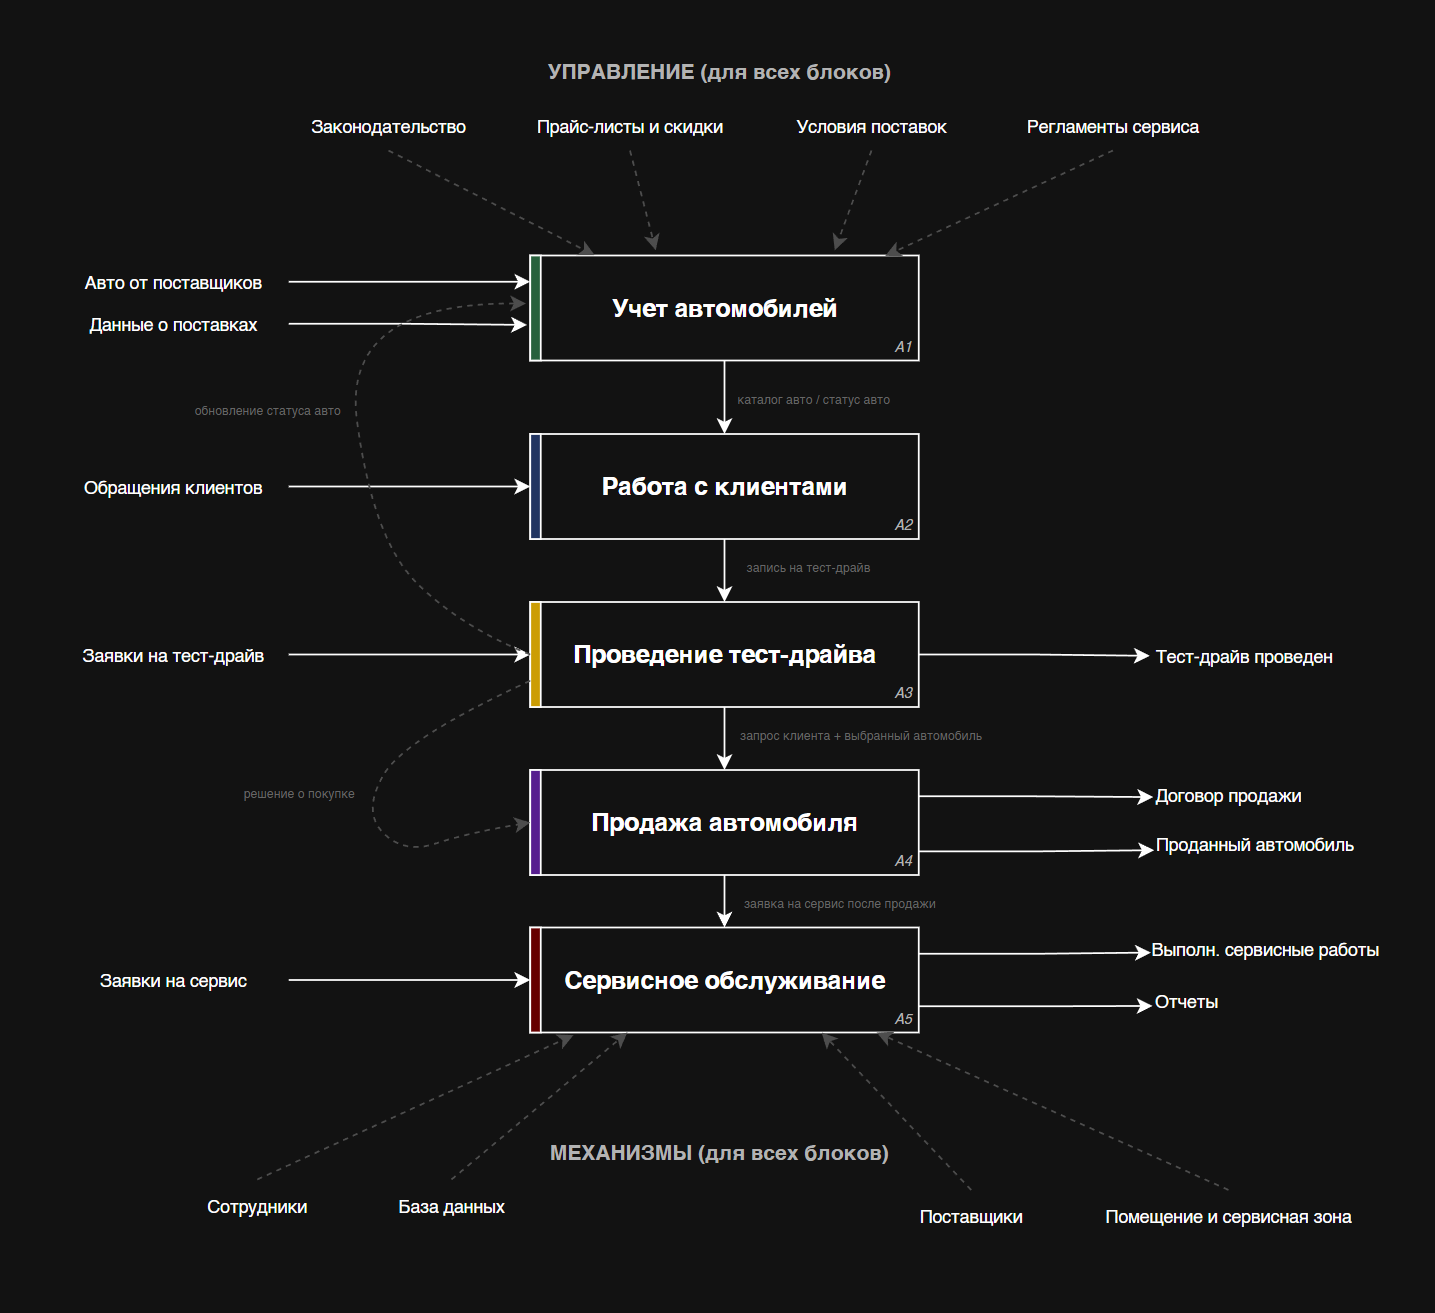 УПРАВЛЕНИЕ (для всех блоков)
Законодательство
Прайс-листы и скидки
Условия поставок
Регламенты сервиса
Авто от поставщиков
Данные о поставках
Учет автомобилей
A1
обновление статуса авто
каталог авто / статус авто
Обращения клиентов
Работа с клиентами
A2
запись на тест-драйв
Заявки на тест-драйв
Проведение тест-драйва
A3
Тест-драйв проведен
запрос клиента + выбранный автомобиль
решение о покупке
Продажа автомобиля
A4
Договор продажи
Проданный автомобиль
заявка на сервис после продажи
Заявки на сервис
Сервисное обслуживание
A5
Выполн. сервисные работы
Отчеты
МЕХАНИЗМЫ (для всех блоков)
Сотрудники
База данных
Поставщики
Помещение и сервисная зона